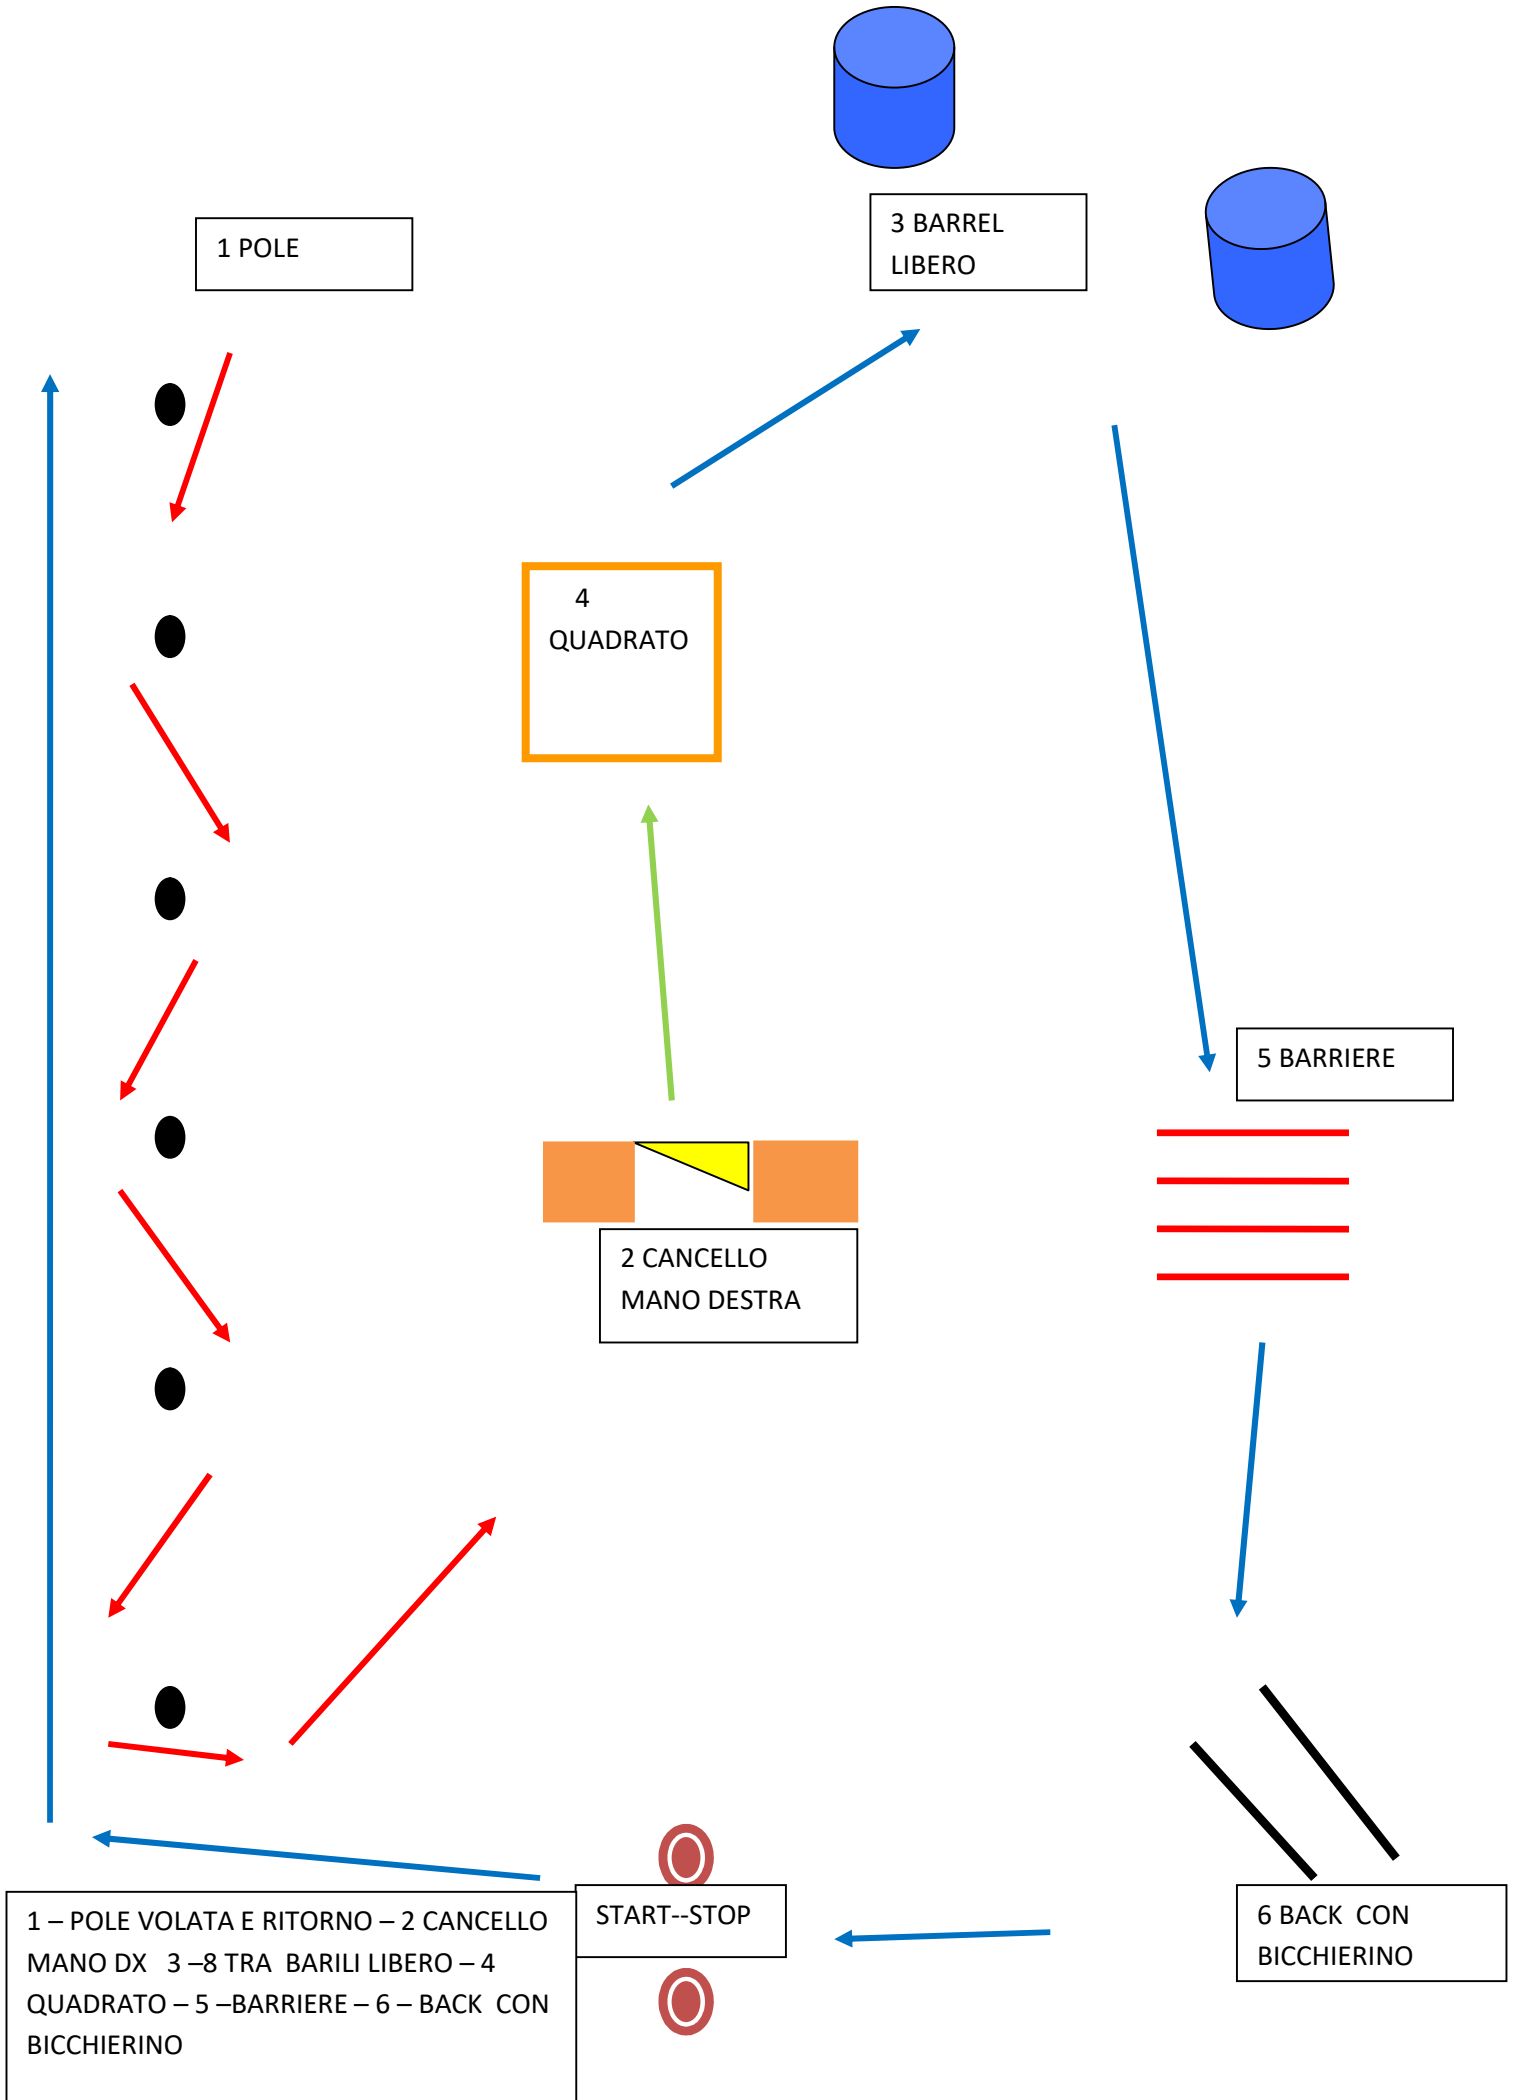 1 POLE
3 BARREL
LIBERO
4
QUADRATO
5 BARRIERE
2 CANCELLO
MANO DESTRA
START--STOP
6 BACK  CON
BICCHIERINO
1 – POLE VOLATA E RITORNO – 2 CANCELLO
MANO DX   3 –8 TRA  BARILI LIBERO – 4
QUADRATO – 5 –BARRIERE – 6 – BACK  CON
BICCHIERINO